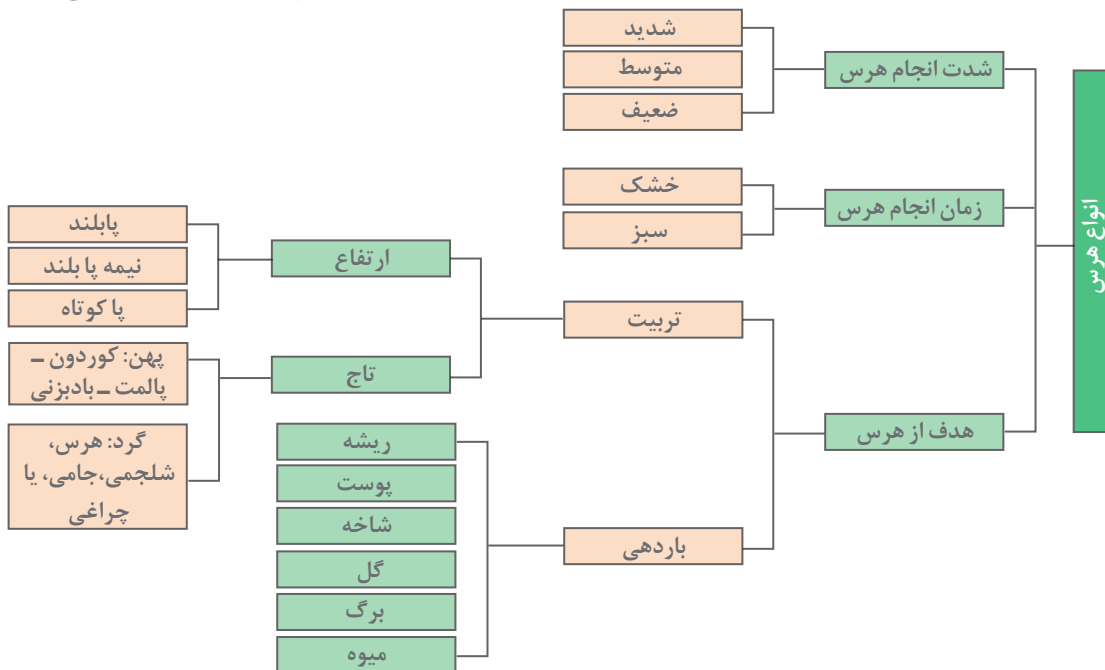 انواع هرس
شدت انجام هرس
شدید
متوسط
ضعیف
زمان انجام هرس
خشک
سبز
هدف از هرس
تربیت
ارتفاع
پابلند
نیمه پا بلند
پا کوتاه
تاج
پهن: کوردون ـ
پالمت ـ بادبزنی
گرد: هرس،
شلجمی،جامی، یا
چراغی
باردهی
ریشه
پوست
شاخه
گل
برگ
میوه